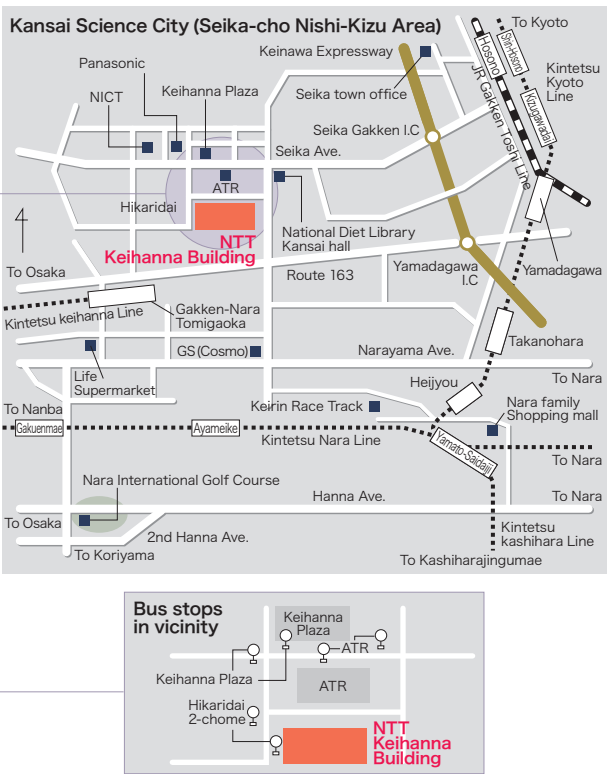 Kansai Science City (Seika-cho Nishi-Kizu Area)
To Kyoto
Keinawa Expressway
Hosono
Shin-Hosono
Panasonic
Kintetsu
Kyoto
Line
NICT
Keihanna Plaza
Seika town office
JR Gakken Toshi Line
Kizugawadai
Seika Gakken I.C
Seika Ave.
ATR
Hikaridai
National Diet Library
Kansai hall
NTT
Keihanna Building
To Osaka
Route 163
Yamadagawa
I.C
Yamadagawa
Kintetsu keihanna Line
Gakken-Nara
Tomigaoka
Takanohara
GS (Cosmo)
Narayama Ave.
Life
Supermarket
To Nara
Heijyou
To Nanba
Keirin Race Track
Nara family
Shopping mall
Gakuenmae
Ayameike
Kintetsu Nara Line
Yamato-Saidaiji
To Nara
Nara International Golf Course
Hanna Ave.
To Nara
To Osaka
2nd Hanna Ave.
Kintetsu
kashihara Line
To Koriyama
To Kashiharajingumae
Bus stops
in vicinity
Keihanna
Plaza
ATR
Keihanna Plaza
ATR
Hikaridai
2-chome
NTT
Keihanna
Building